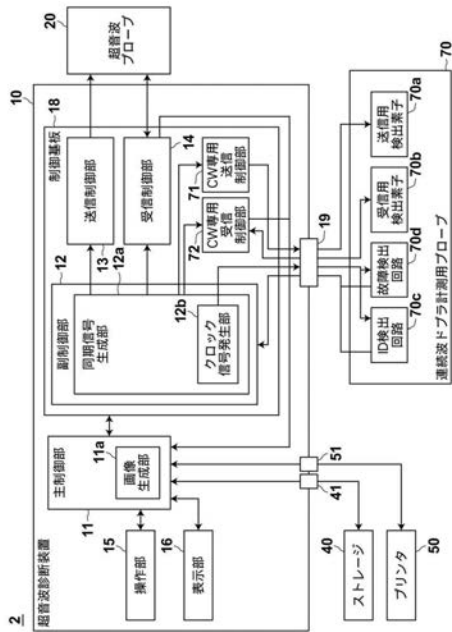 2
超音波診断装置
10
18
制御基板
20
超音波
プローブ
送信制御部
13
受信制御部
14
12
副制御部
12a
同期信号
生成部
12b
クロック
信号発生部
CW専用
送信
制御部
71
CW専用
受信
制御部
72
主制御部
11
11a
画像
生成部
操作部
15
表示部
16
41
51
19
ストレージ
40
プリンタ
50
70
送信用
検出素子
70a
受信用
検出素子
70b
故障検出
回路
70d
ID検出
回路
70c
連続波ドプラ計測用プローブ